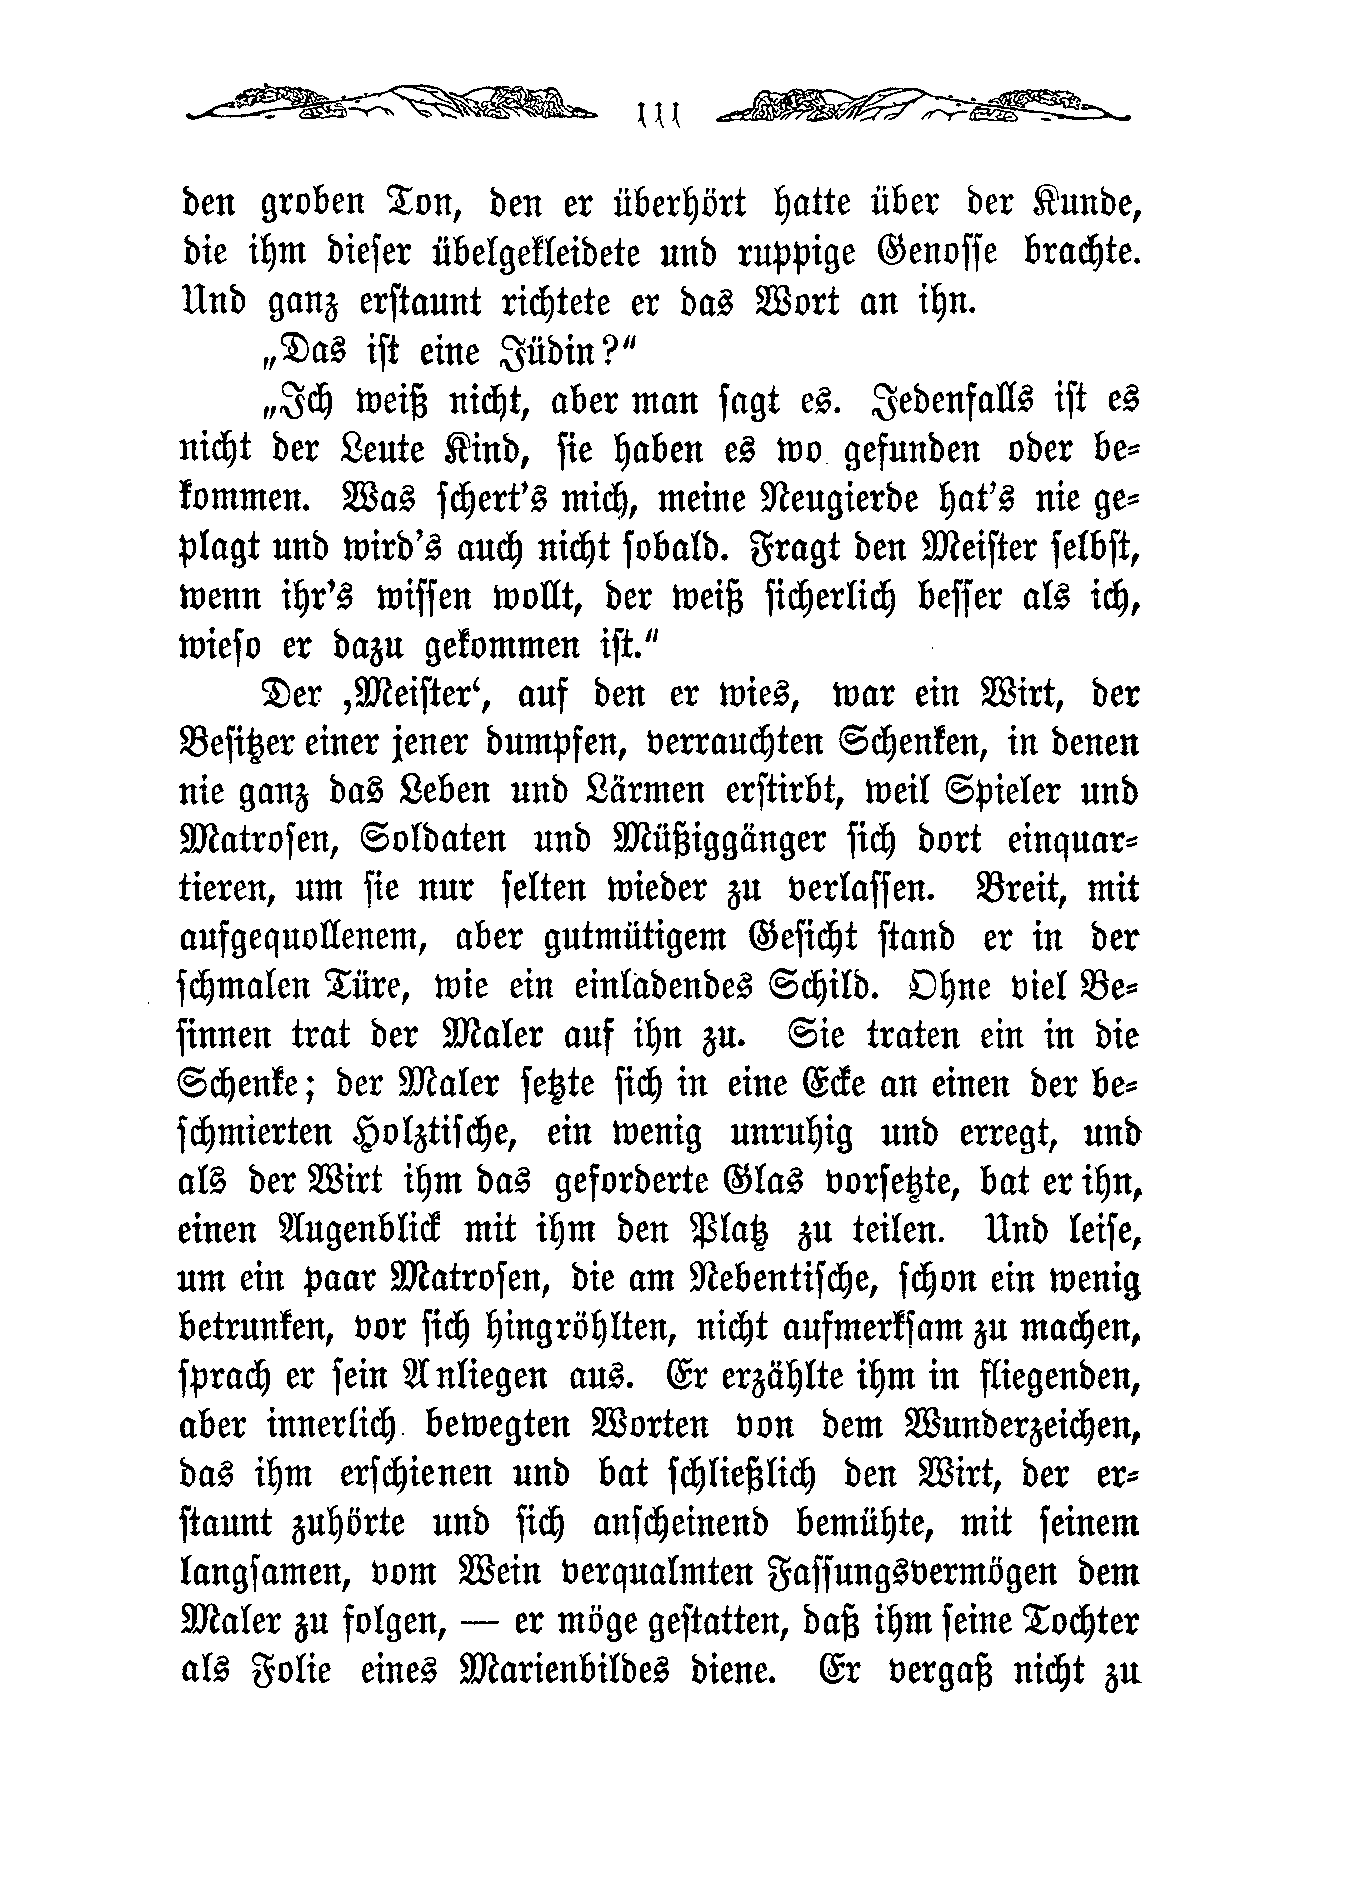 111
den groben Ton, den er überhört hatte über der Kunde,
die ihm dieser übelgekleidete und ruppige Genosse brachte.
Und ganz erstaunt richtete er das Wort an ihn.
„Das ist eine Jüdin?“
„Ich weiß nicht, aber man sagt es. Jedenfalls ist es
nicht der Leute Kind, sie haben es wo gefunden oder be-
kommen. Was schert's mich, meine Neugierde hat's nie ge-
plagt und wird's auch nicht sobald. Fragt den Meister selbst,
wenn ihr's wissen wollt, der weiß sicherlich besser als ich,
wieso er dazu gekommen ist.“
Der ‚Meister‘, auf den er wies, war ein Wirt, der
Besitzer einer jener dumpfen, verrauchten Schenken, in denen
nie ganz das Leben und Lärmen erstirbt, weil Spieler und
Matrosen, Soldaten und Müßiggänger sich dort einquar-
tieren, um sie nur selten wieder zu verlassen. Breit, mit
aufgequollenem, aber gutmütigem Gesicht stand er in der
schmalen Türe, wie ein einladendes Schild. Ohne viel Be-
sinnen trat der Maler auf ihn zu. Sie traten ein in die
Schenke; der Maler setzte sich in eine Ecke an einen der be-
schmierten Holztische, ein wenig unruhig und erregt, und
als der Wirt ihm das geforderte Glas vorsetzte, bat er ihn,
einen Augenblick mit ihm den Platz zu teilen. Und leise,
um ein paar Matrosen, die am Nebentische, schon ein wenig
betrunken, vor sich hingröhlten, nicht aufmerksam zu machen,
sprach er sein Anliegen aus. Er erzählte ihm in fliegenden,
aber innerlich bewegten Worten von dem Wunderzeichen,
das ihm erschienen und bat schließlich den Wirt, der er-
staunt zuhörte und sich anscheinend bemühte, mit seinem
langsamen, vom Wein verqualmten Fassungsvermögen dem
Maler zu folgen, — er möge gestatten, daß ihm seine Tochter
als Folie eines Marienbildes diene. Er vergaß nicht zu